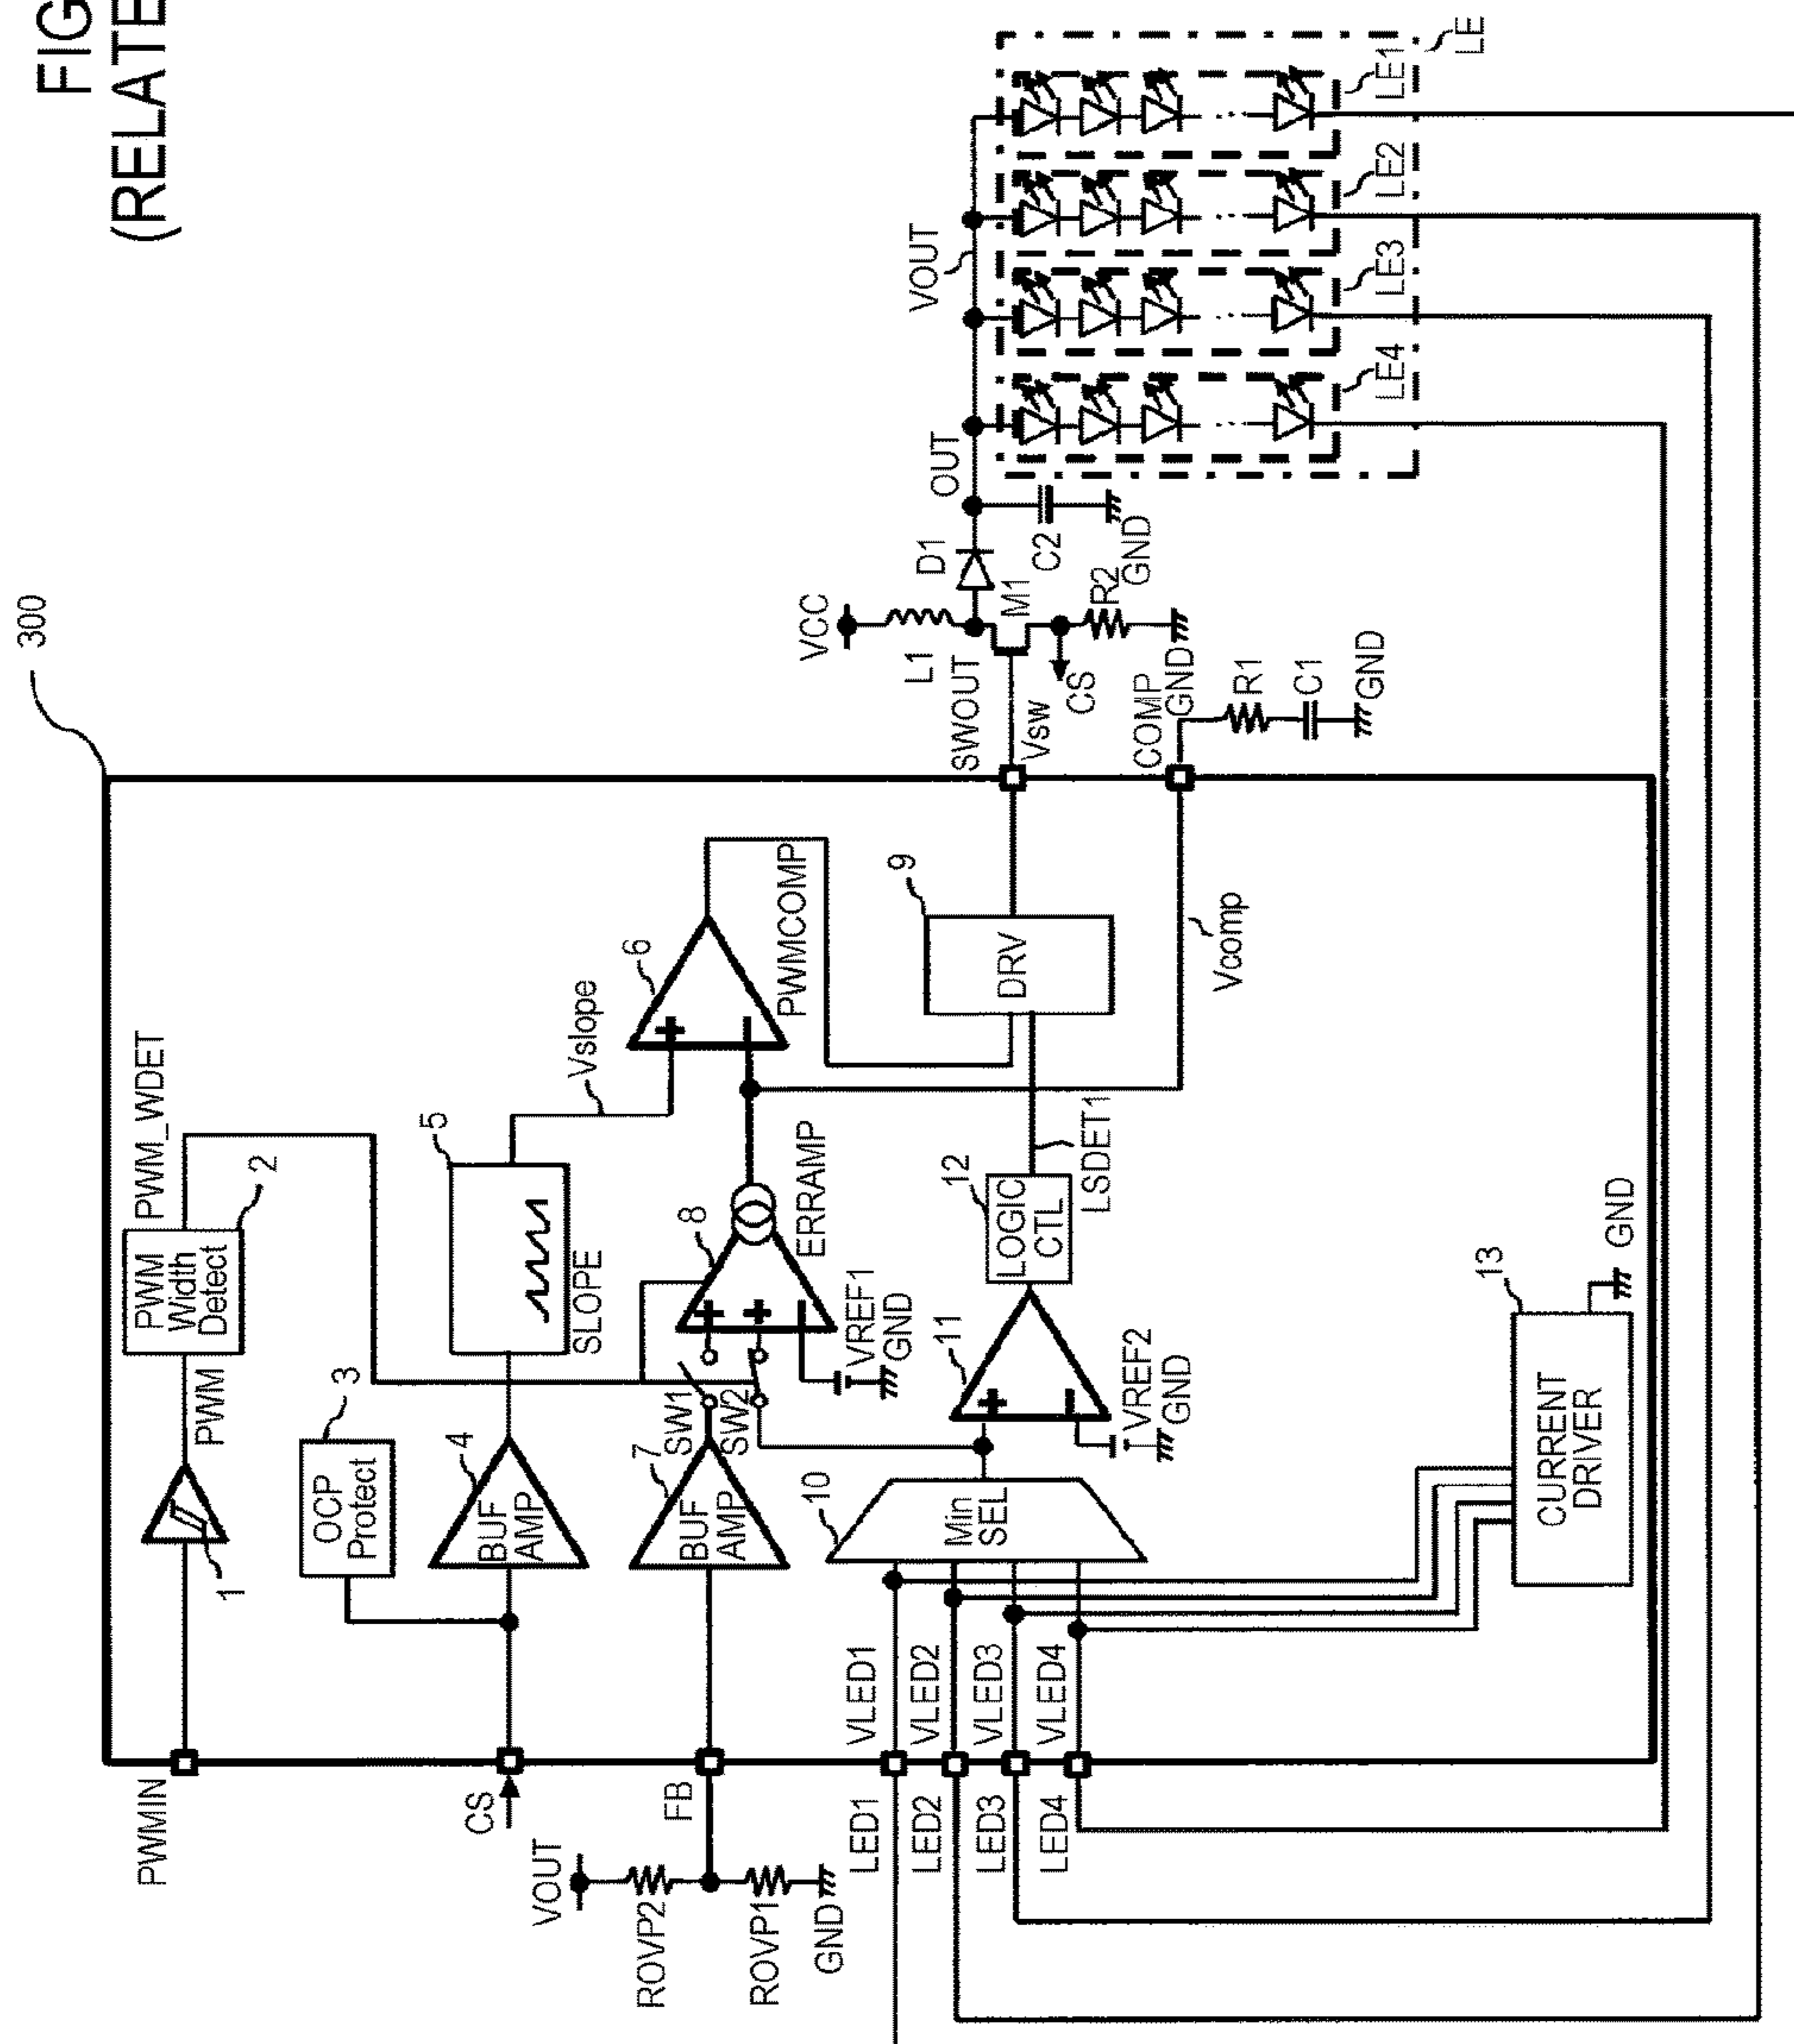 FIG
(RELATE
300
PWMIN
1
PWM
PWM
Width
Detect
2
PWM_WDET
3
OCP
Protect
CS
4
BUF
AMP
5
SLOPE
Vslope
6
PWMCOMP
VOUT
ROVP2
ROVP1
GND
FB
7
BUF
AMP
SW1
SW2
8
ERRAMP
VREF1
GND
9
DRV
SWOUT
Vsw
COMP
Vcomp
LED1
LED2
LED3
LED4
VLED1
VLED2
VLED3
VLED4
10
Min
SEL
11
VREF2
GND
12
LOGIC
CTL
LSDET1
13
CURRENT
DRIVER
GND
VCC
L1
D1
M1
CS
R2
GND
R1
C1
GND
C2
GND
OUT
VOUT
LE4
LE3
LE2
LE1
LE